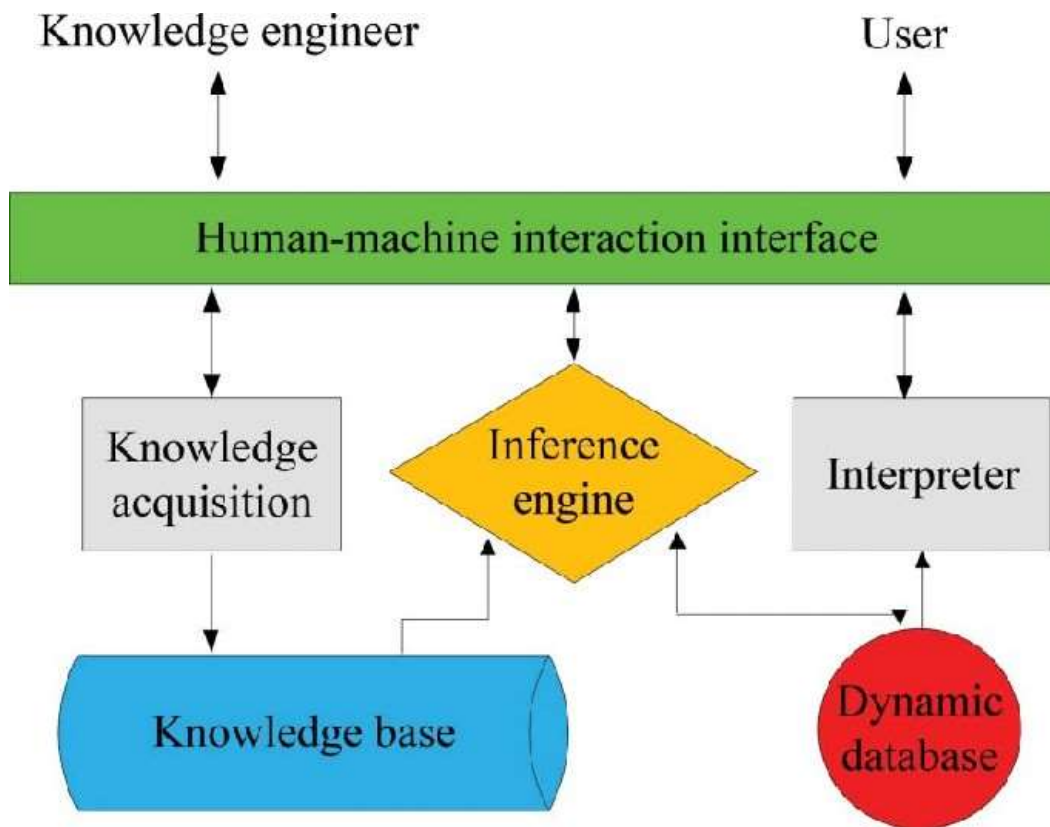 Knowledge engineer
User
Human-machine interaction interface
Knowledge
acquisition
Inference
engine
Interpreter
Knowledge base
Dynamic
database